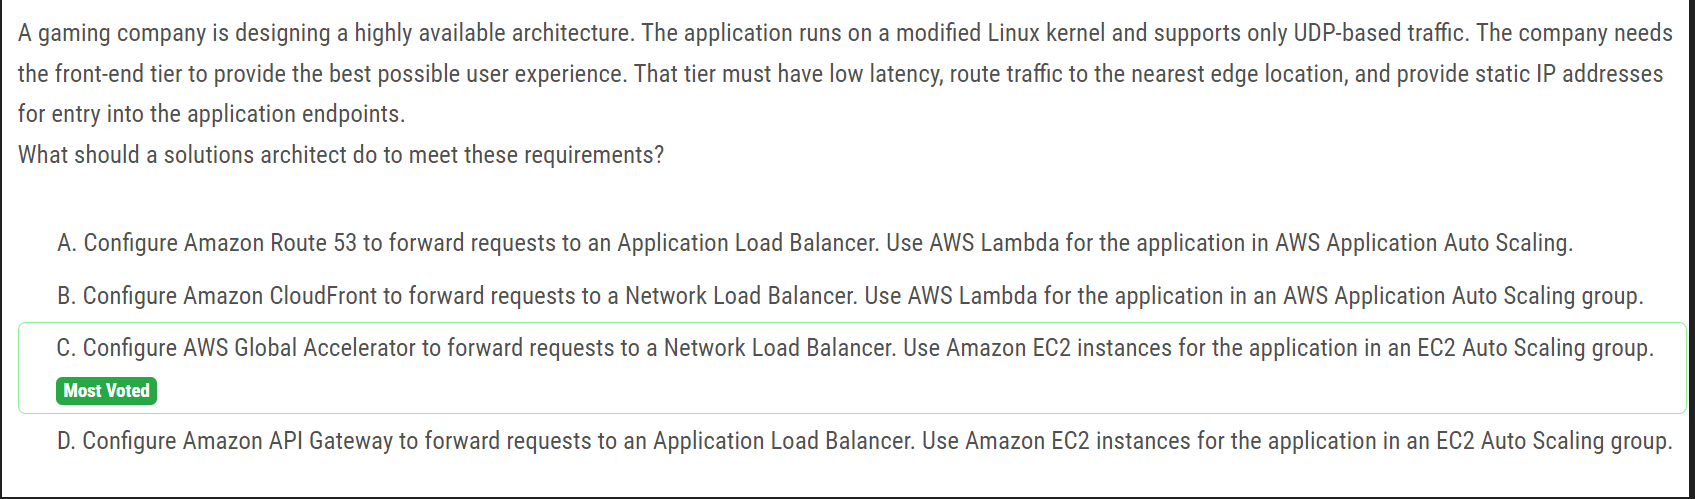 A gaming company is designing a highly available architecture. The application runs on a modified Linux kernel and supports only UDP-based traffic. The company needs
the front-end tier to provide the best possible user experience. That tier must have low latency, route traffic to the nearest edge location, and provide static IP addresses
for entry into the application endpoints.
What should a solutions architect do to meet these requirements?
A. Configure Amazon Route 53 to forward requests to an Application Load Balancer. Use AWS Lambda for the application in AWS Application Auto Scaling.
B. Configure Amazon CloudFront to forward requests to a Network Load Balancer. Use AWS Lambda for the application in an AWS Application Auto Scaling group.
C. Configure AWS Global Accelerator to forward requests to a Network Load Balancer. Use Amazon EC2 instances for the application in an EC2 Auto Scaling group.
Most Voted
D. Configure Amazon API Gateway to forward requests to an Application Load Balancer. Use Amazon EC2 instances for the application in an EC2 Auto Scaling group.